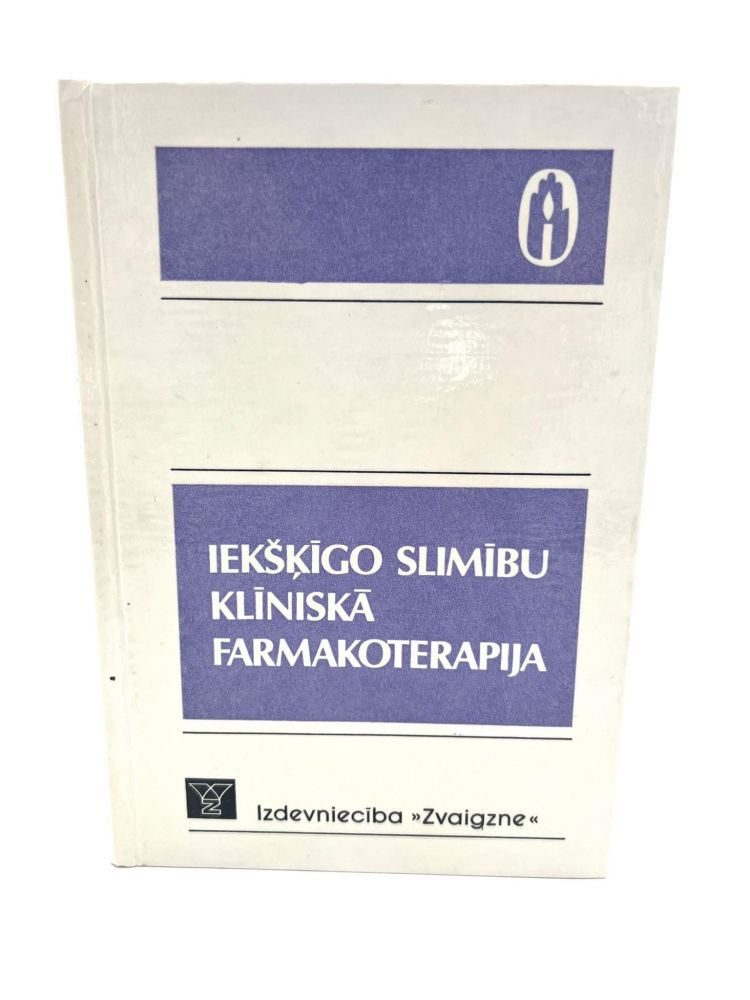 IEKŠĶĪGO SLIMĪBU
KLĪNISKĀ
FARMAKOTERAPIJA
Izdevniecība »Zvaigzne«